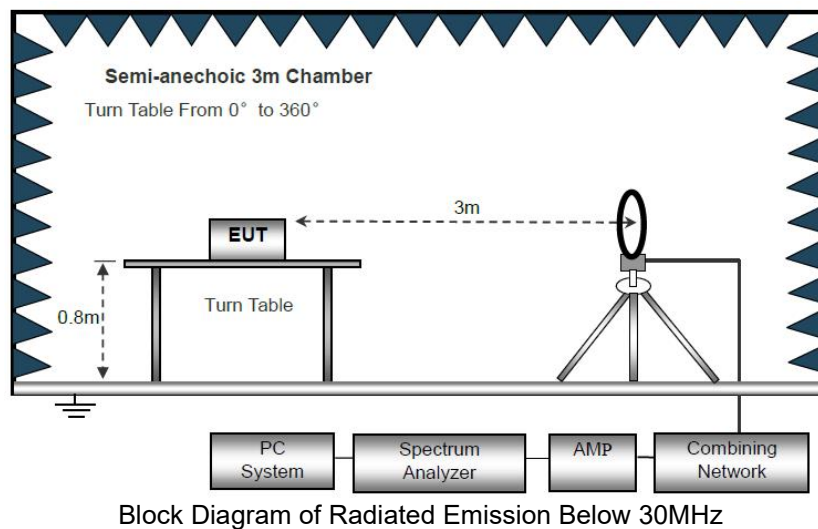 Semi-anechoic 3m Chamber
Turn Table From 0° to 360°
3m
EUT
Turn Table
0.8m
PC
System
Spectrum
Analyzer
AMP
Combining
Network
Block Diagram of Radiated Emission Below 30MHz